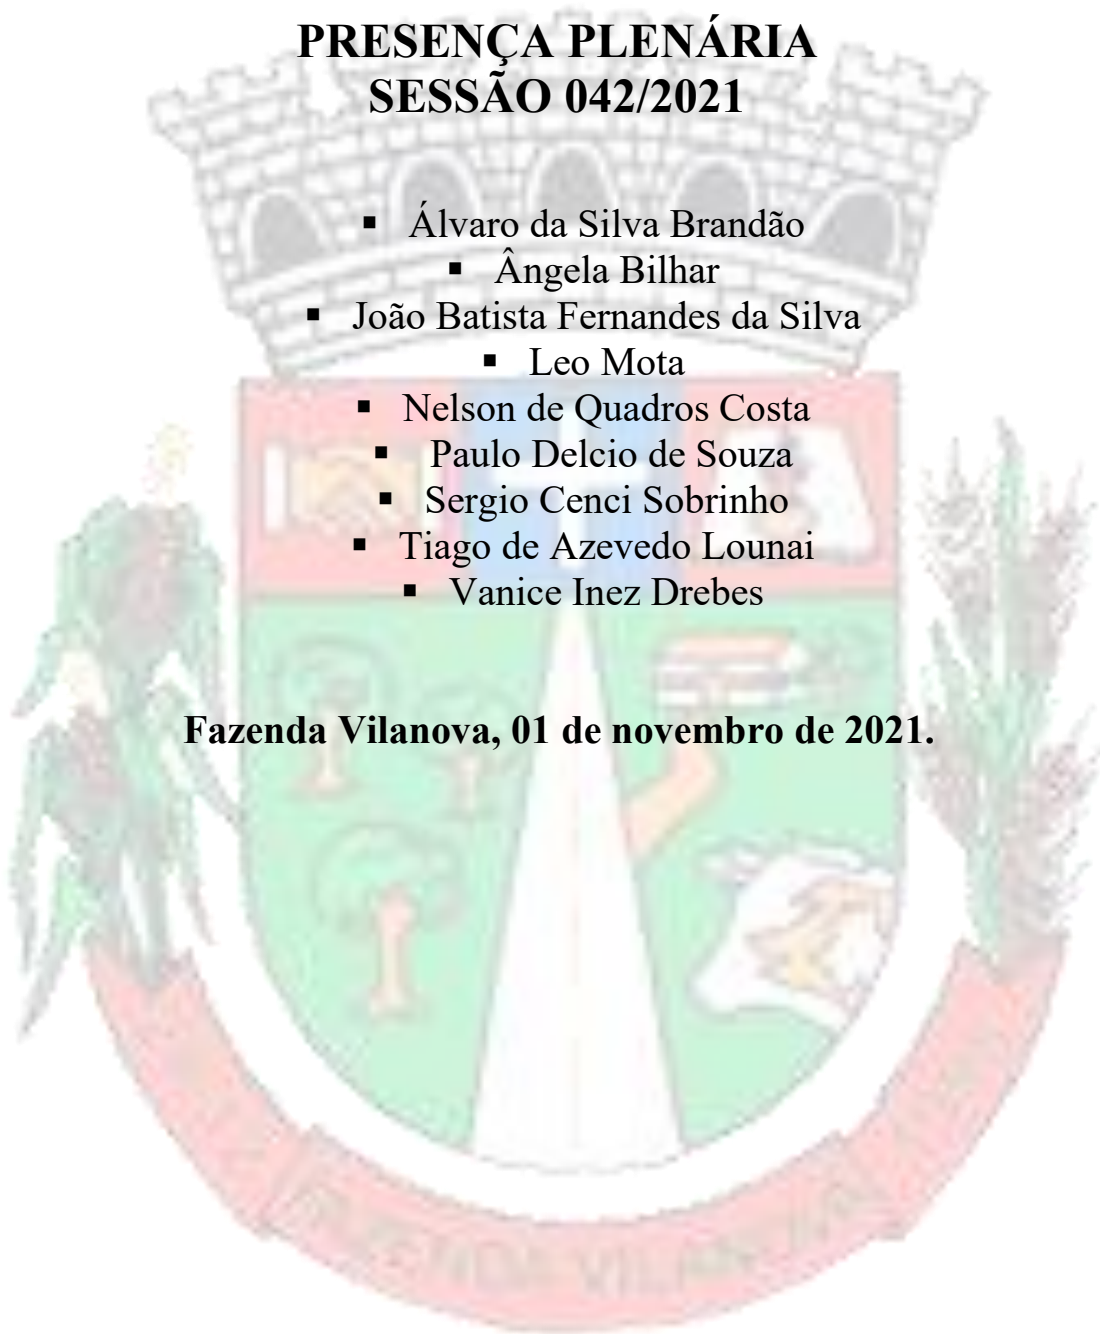 PRESENÇA PLENÁRIA
SESSÃO 042/2021
▪ Álvaro da Silva Brandão
▪ Ângela Bilhar
▪ João Batista Fernandes da Silva
▪ Leo Mota
▪ Nelson de Quadros Costa
▪ Paulo Delcio de Souza
▪ Sergio Cenci Sobrinho
▪ Tiago de Azevedo Lounai
▪ Vanice Inez Drebes
Fazenda Vilanova, 01 de novembro de 2021.
FAZENDA VILANOVA